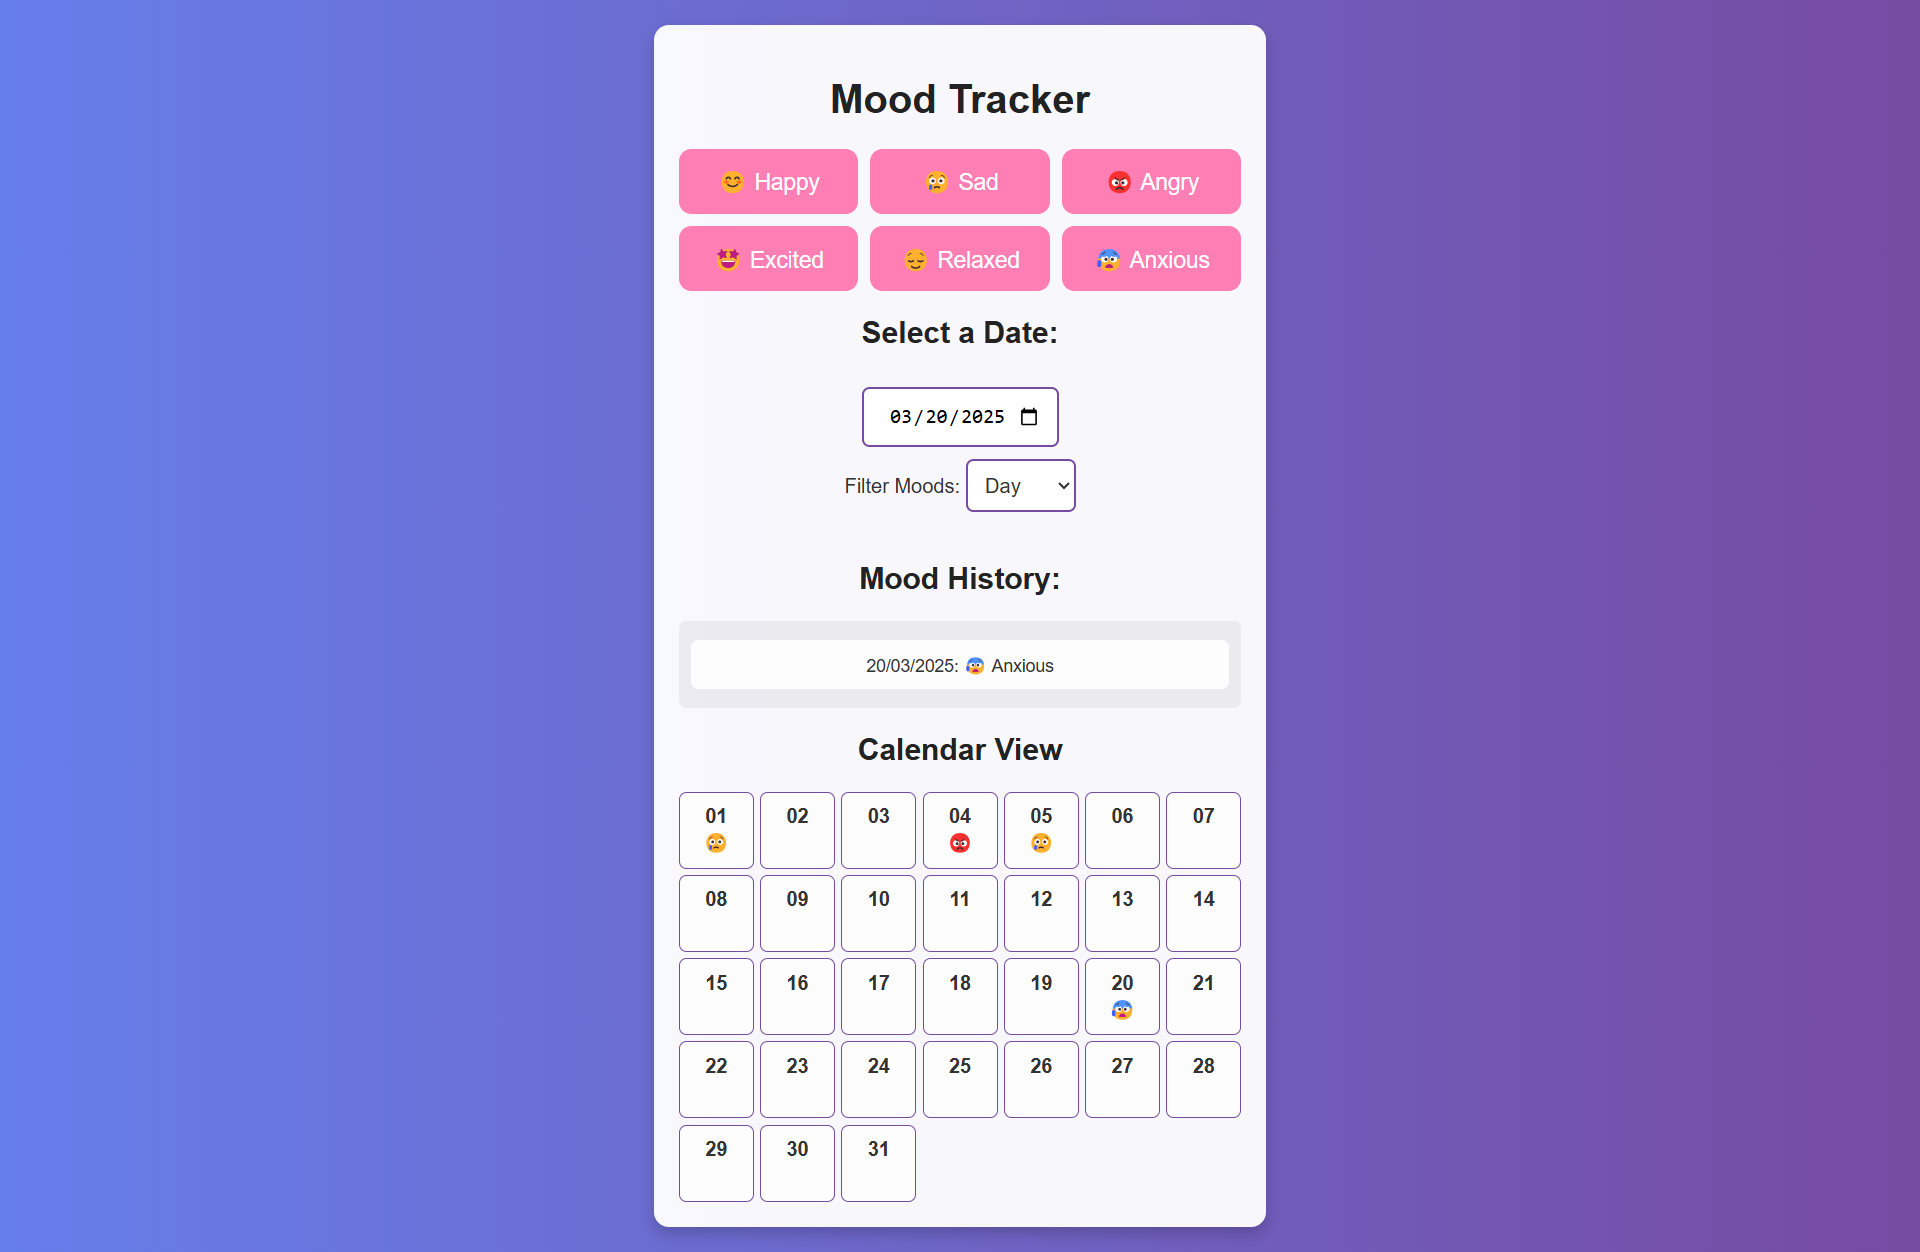 Mood Tracker
😊 Happy 😢 Sad 😡 Angry
🤩 Excited 😌 Relaxed 😰 Anxious
Select a Date:
03/20/2025
Filter Moods: Day
Mood History:
20/03/2025: 😰 Anxious
Calendar View
01 02 03 04 05 06 07
08 09 10 11 12 13 14
15 16 17 18 19 20 21
22 23 24 25 26 27 28
29 30 31